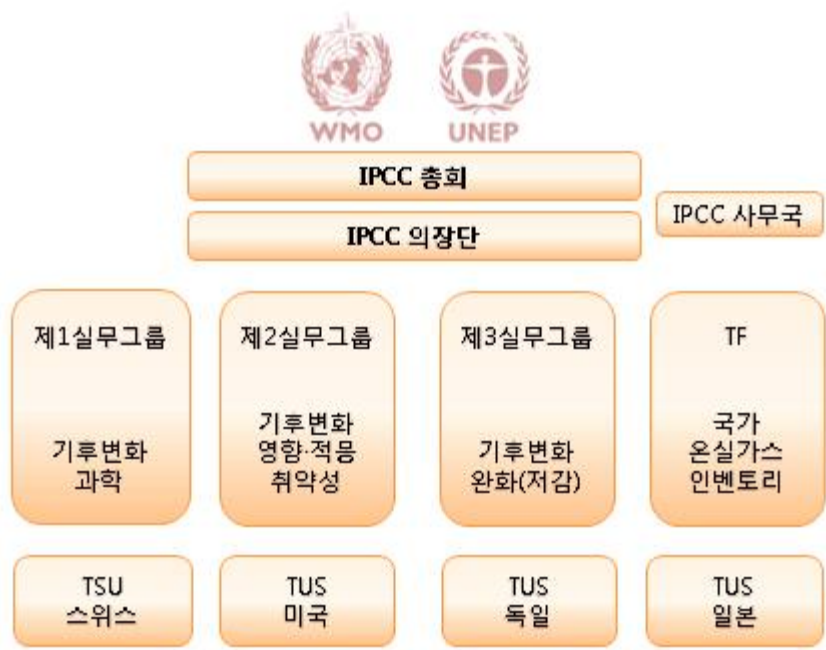 WMO
UNEP
IPCC 총회
IPCC 의장단
IPCC 사무국
제1실무그룹
기후변화
과학
제2실무그룹
기후변화
영향·적응
취약성
제3실무그룹
기후변화
완화(저감)
TF
국가
온실가스
인벤토리
TSU
스위스
TUS
미국
TUS
독일
TUS
일본